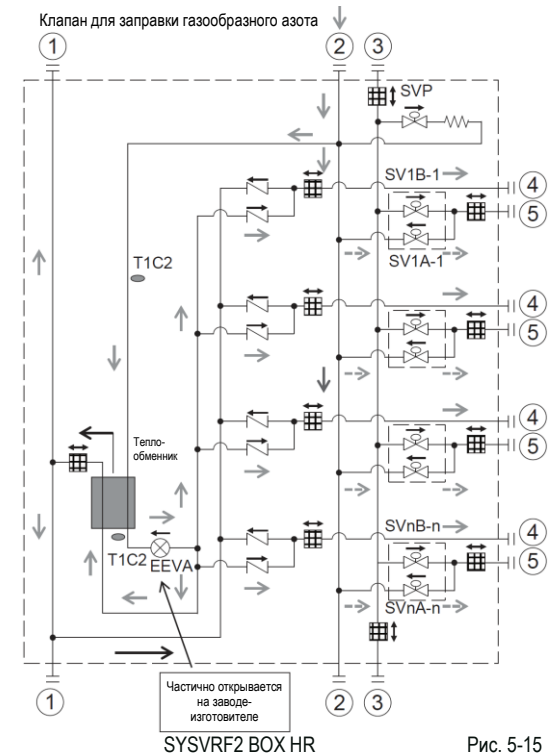 Клапан для заправки газообразного азота
1
2
3
SVP
SV1B-1
4
5
SV1A-1
T1C2
4
5
4
Тепло-
обменник
5
SVnB-n
4
T1C2
EEVA
5
SVnA-n
Частично открывается
на заводе-
изготовителе
1
2
3
SYSVRF2 BOX HR
Рис. 5-15